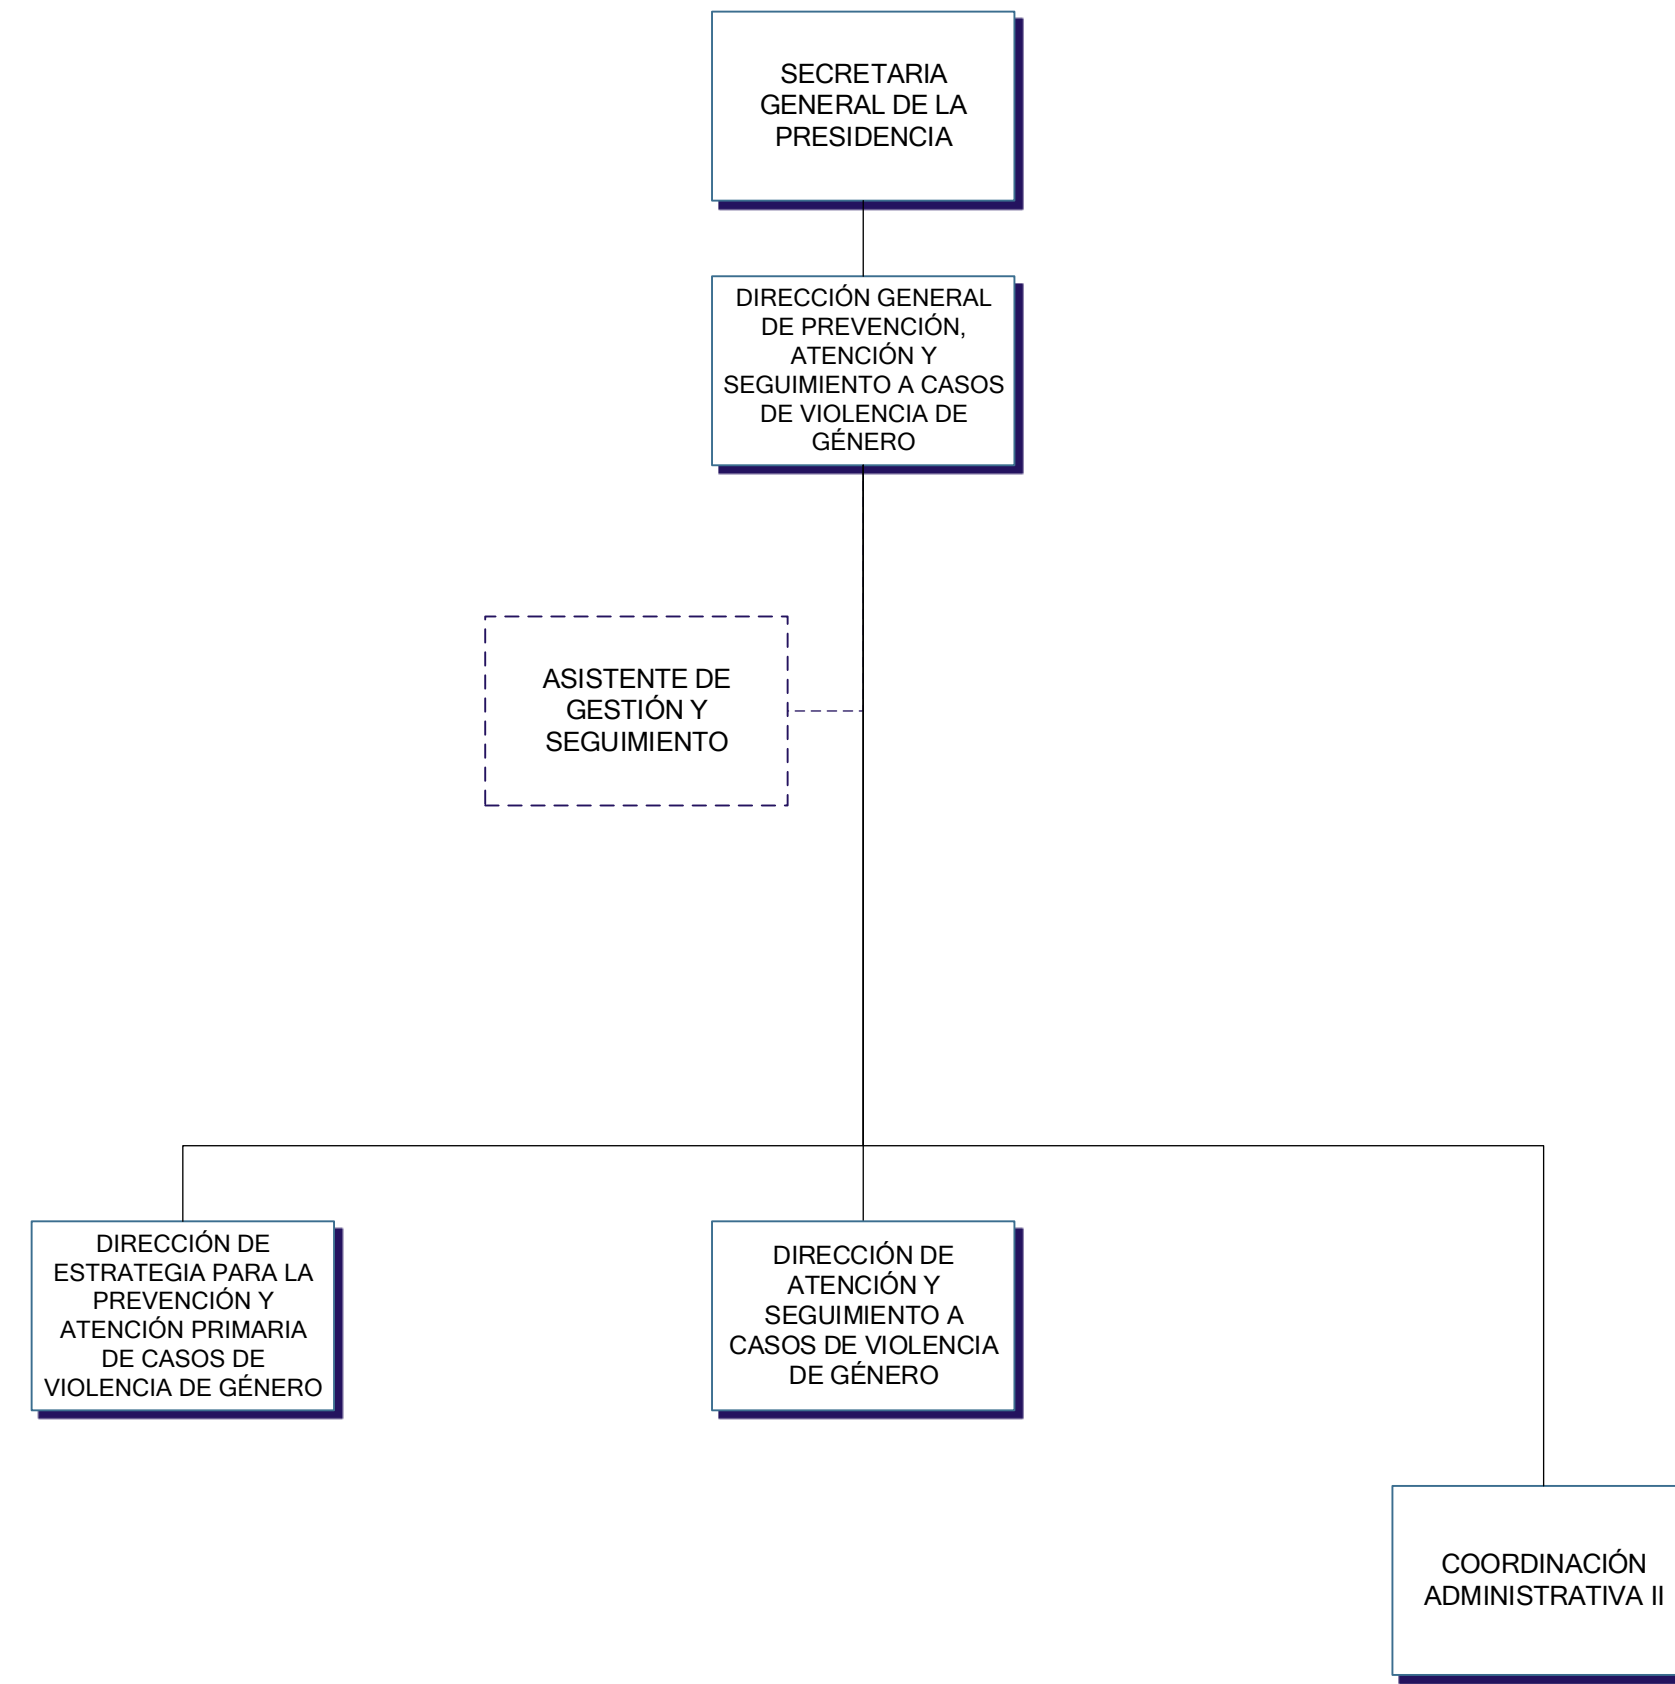 SECRETARIA
GENERAL DE LA
PRESIDENCIA
DIRECCIÓN GENERAL
DE PREVENCIÓN,
ATENCIÓN Y
SEGUIMIENTO A CASOS
DE VIOLENCIA DE
GÉNERO
ASISTENTE DE
GESTIÓN Y
SEGUIMIENTO
DIRECCIÓN DE
ESTRATEGIA PARA LA
PREVENCIÓN Y
ATENCIÓN PRIMARIA
DE CASOS DE
VIOLENCIA DE GÉNERO
DIRECCIÓN DE
ATENCIÓN Y
SEGUIMIENTO A
CASOS DE VIOLENCIA
DE GÉNERO
COORDINACIÓN
ADMINISTRATIVA II